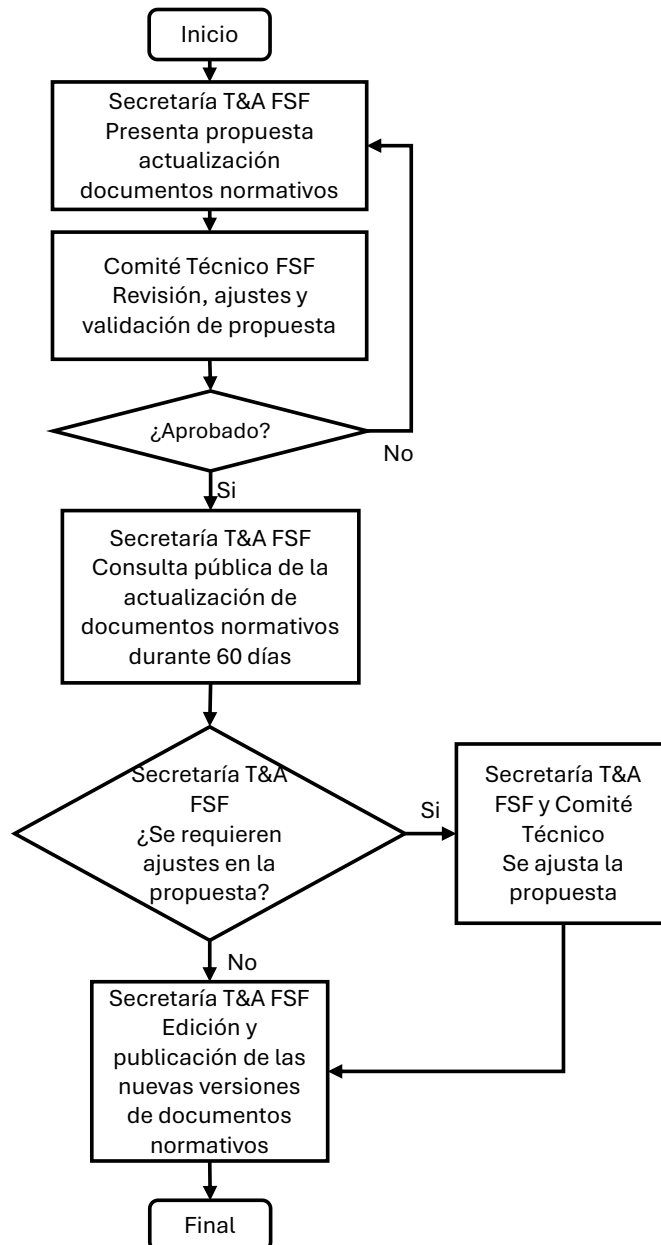 Inicio
Secretaría T&A FSF
Presenta propuesta
actualización
documentos normativos
Comité Técnico FSF
Revisión, ajustes y
validación de propuesta
¿Aprobado?
No
Si
Secretaría T&A FSF
Consulta pública de la
actualización de
documentos normativos
durante 60 días
Secretaría T&A
FSF
¿Se requieren
ajustes en la
propuesta?
Si
Secretaría T&A
FSF y Comité
Técnico
Se ajusta la
propuesta
No
Secretaría T&A FSF
Edición y
publicación de las
nuevas versiones
de documentos
normativos
Final